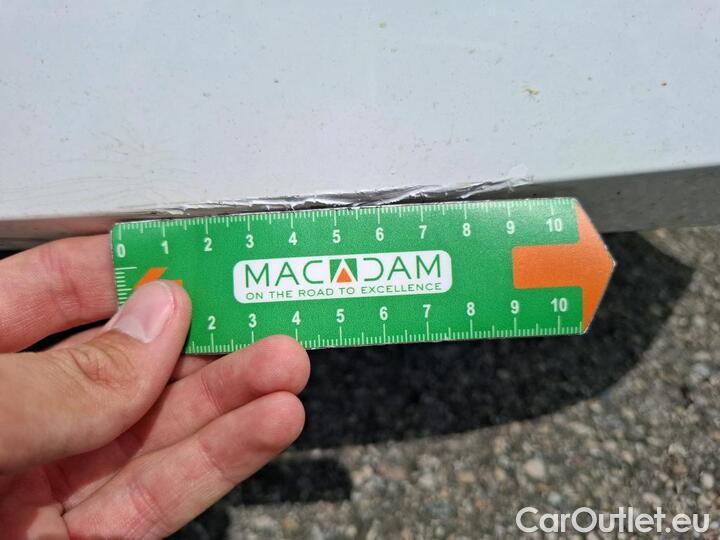 0 1 2 3 4 5 6 7 8 9 10
MACADAM
ON THE ROAD TO EXCELLENCE
2 3 4 5 6 7 8 9 10
CarOutlet.eu